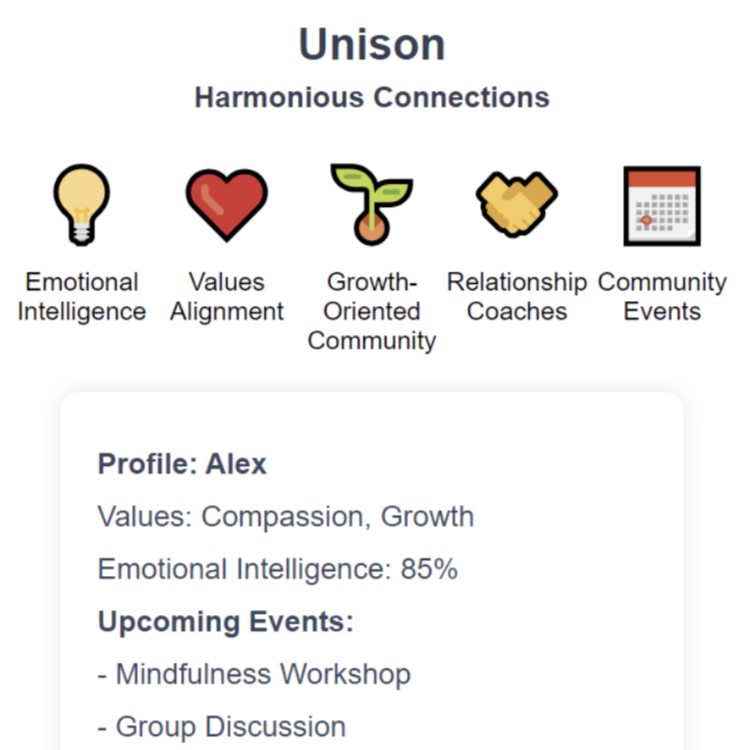 Unison
Harmonious Connections
Emotional
Intelligence
Values
Alignment
Growth-
Oriented
Community
Relationship
Coaches
Community
Events
Profile: Alex
Values: Compassion, Growth
Emotional Intelligence: 85%
Upcoming Events:
- Mindfulness Workshop
- Group Discussion